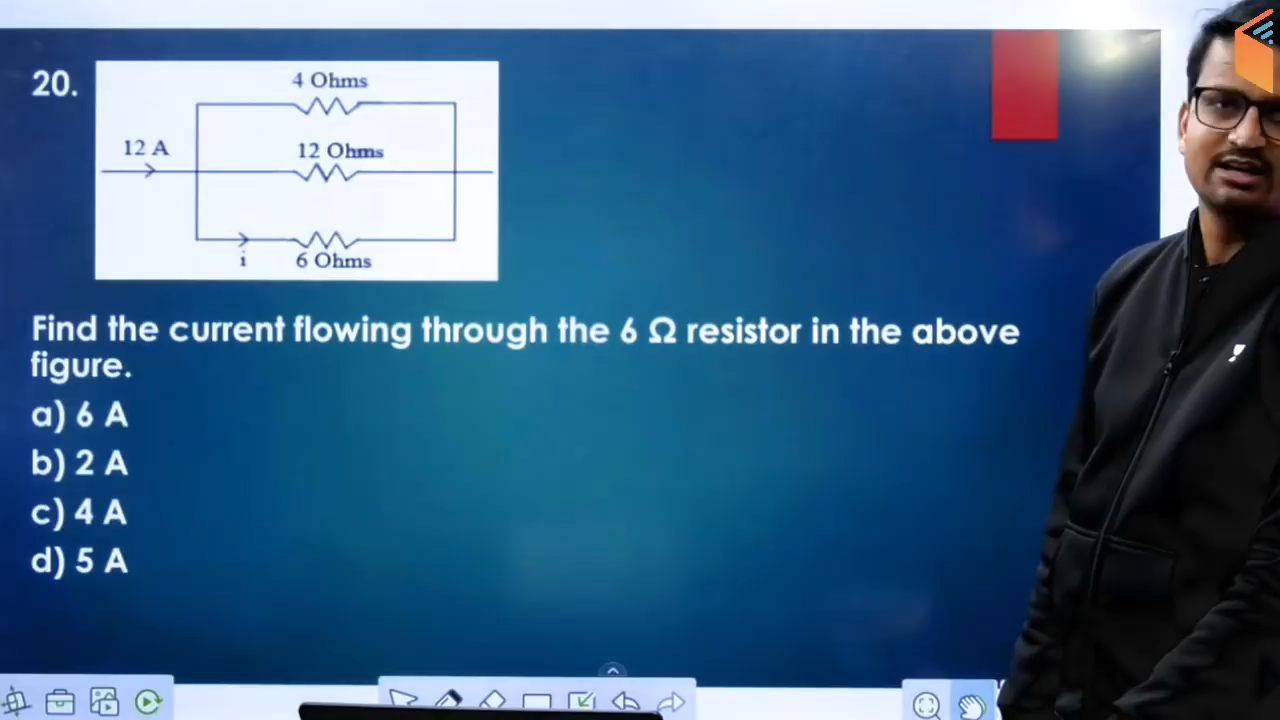 20.
4 Ohms
12 A
12 Ohms
i
6 Ohms
Find the current flowing through the 6 Ω resistor in the above
figure.
a) 6 A
b) 2 A
c) 4 A
d) 5 A